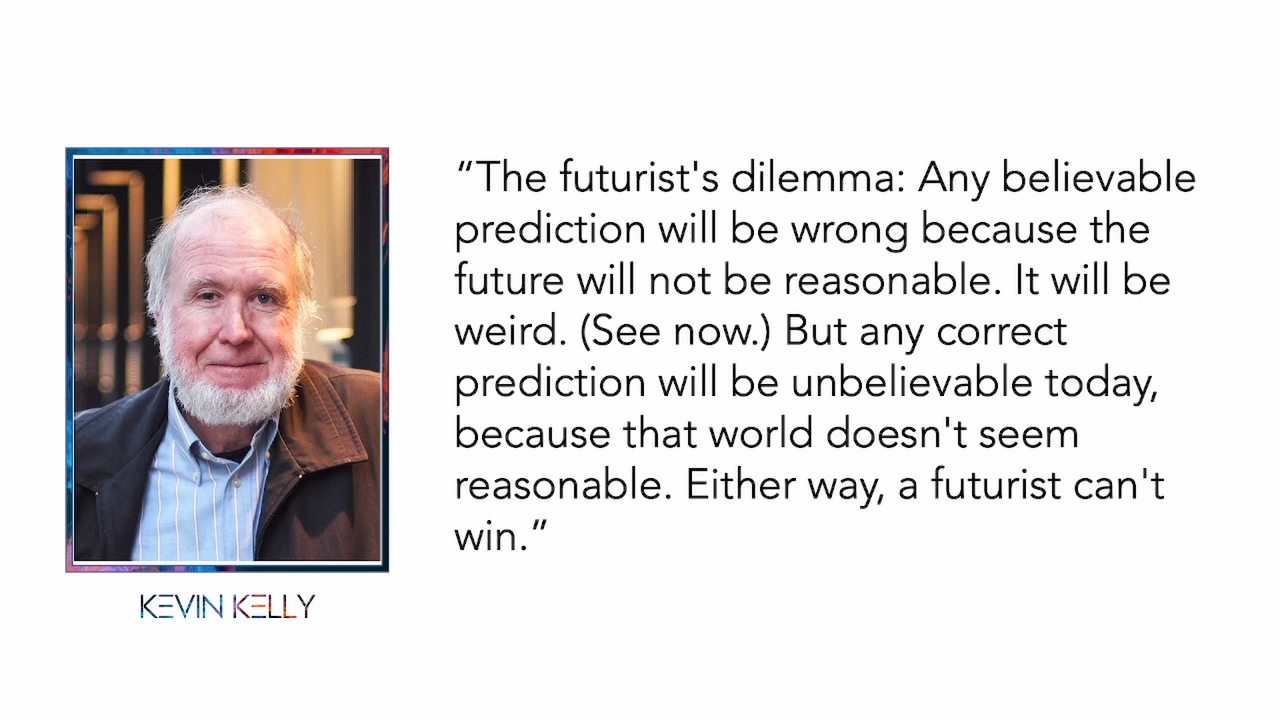 “The futurist's dilemma: Any believable
prediction will be wrong because the
future will not be reasonable. It will be
weird. (See now.) But any correct
prediction will be unbelievable today,
because that world doesn't seem
reasonable. Either way, a futurist can't
win.”
KEVIN KELLY